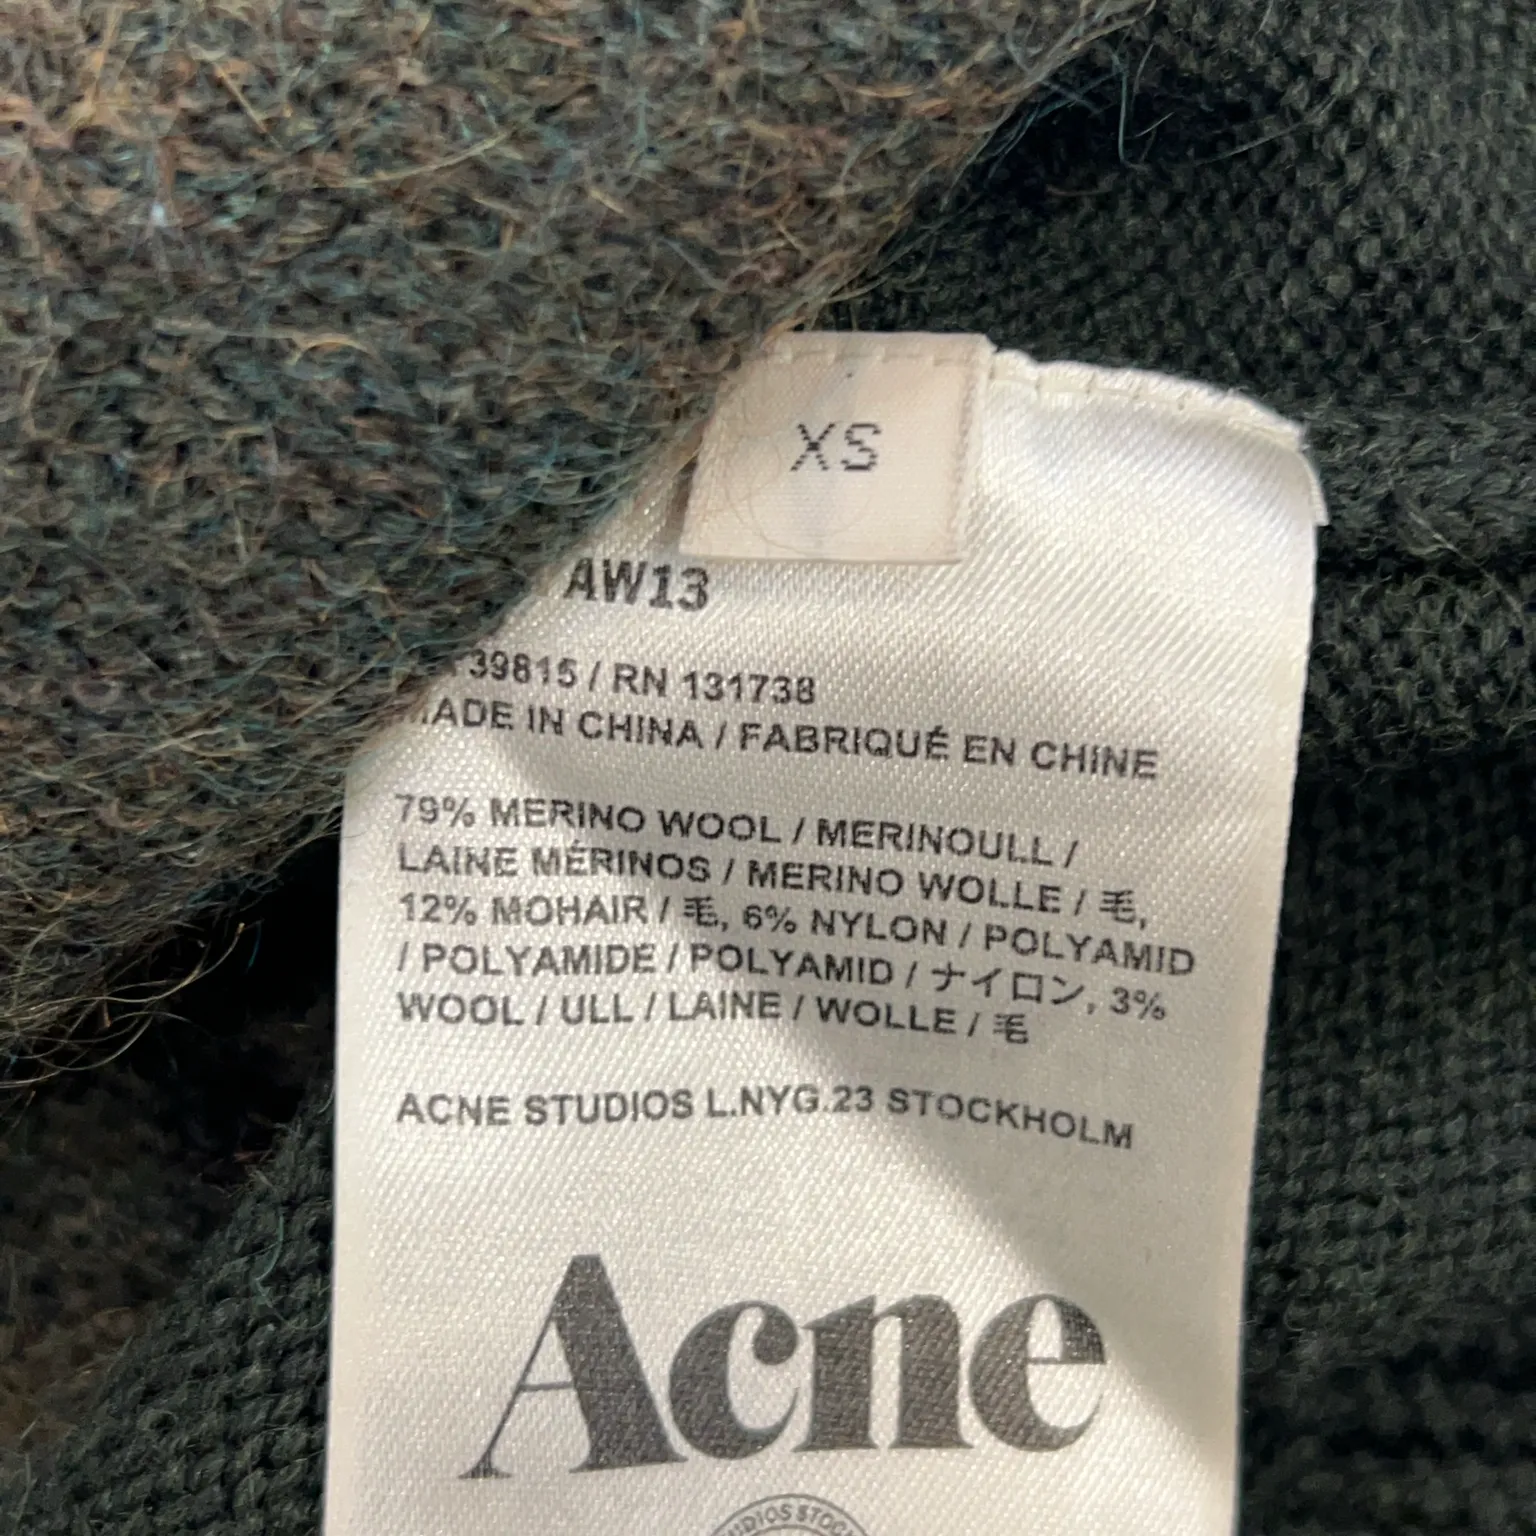 XS
AW13
39815 / RN 131738
MADE IN CHINA / FABRIQUÉ EN CHINE
79% MERINO WOOL / MERINOULL /
LAINE MÉRINOS / MERINO WOLLE / 毛,
12% MOHAIR / 毛, 6% NYLON / POLYAMID
/ POLYAMIDE / POLYAMID / ナイロン, 3%
WOOL / ULL / LAINE / WOLLE / 毛
ACNE STUDIOS L.NYG.23 STOCKHOLM
Acne